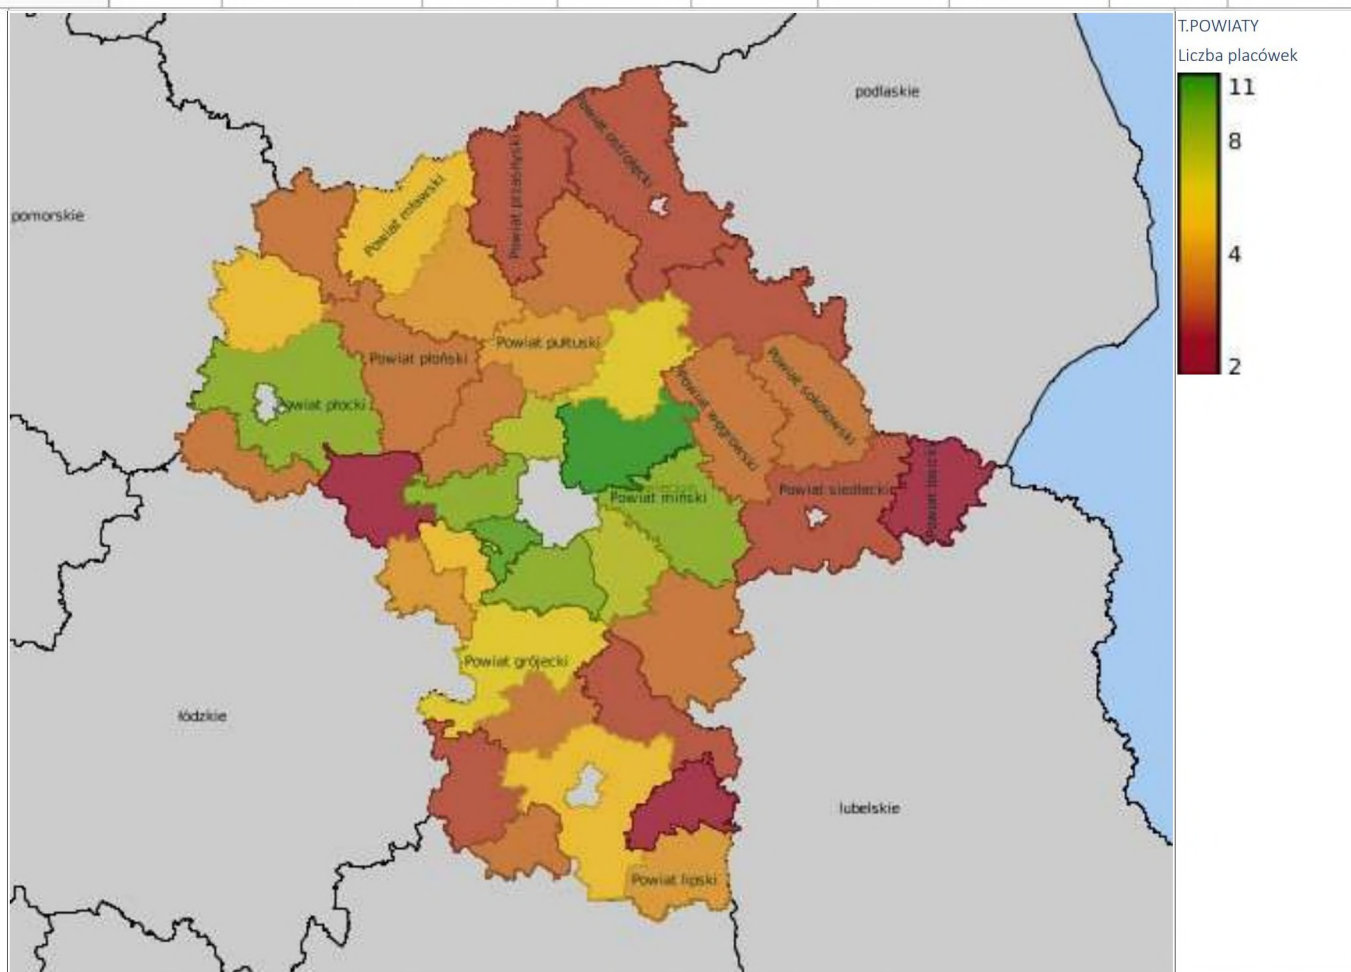 T.POWIATY
Liczba placówek
11
8
4
2
podlaskie
pomorskie
Powiat ostrołęcki
Powiat przasnyski
Powiat mławski
Powiat płoński
Powiat pułtuski
Powiat sokołowski
Powiat węgrowski
Powiat płocki
Powiat miński
Powiat siedlecki
Powiat łosicki
Powiat grójecki
łódzkie
lubelskie
Powiat lipski